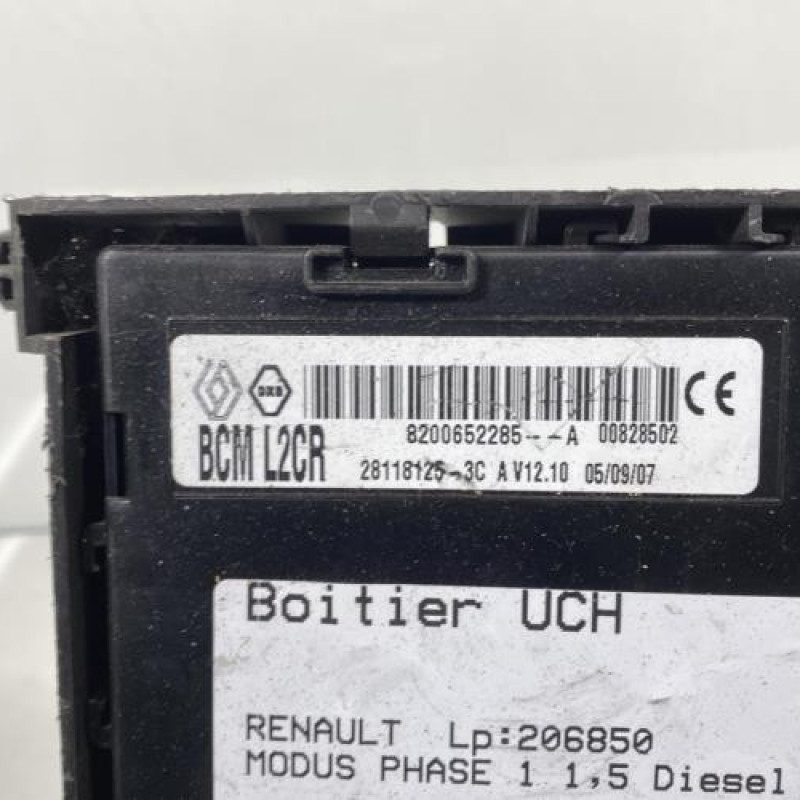 8200652285--A 00828502
BCM L2CR 28118125-3C A V12.10 05/09/07
Boitier UCH
RENAULT Lp:206850
MODUS PHASE 1 1,5 Diesel